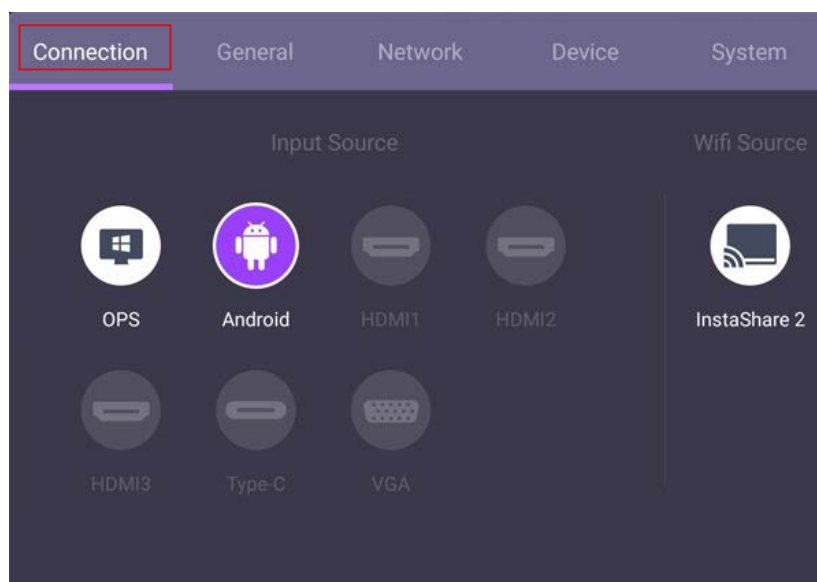 Connection General Network Device System
Input Source Wifi Source
OPS Android HDMI1 HDMI2 InstaShare 2
HDMI3 Type-C VGA